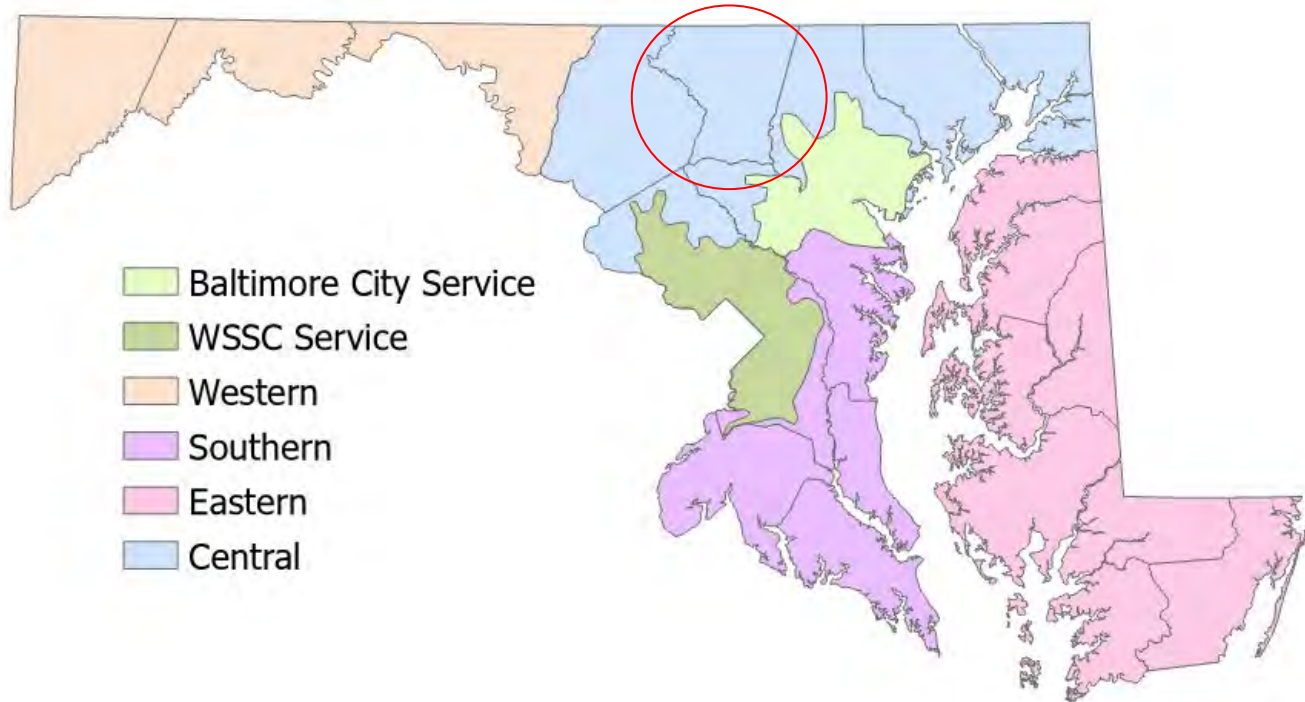 Baltimore City Service
WSSC Service
Western
Southern
Eastern
Central